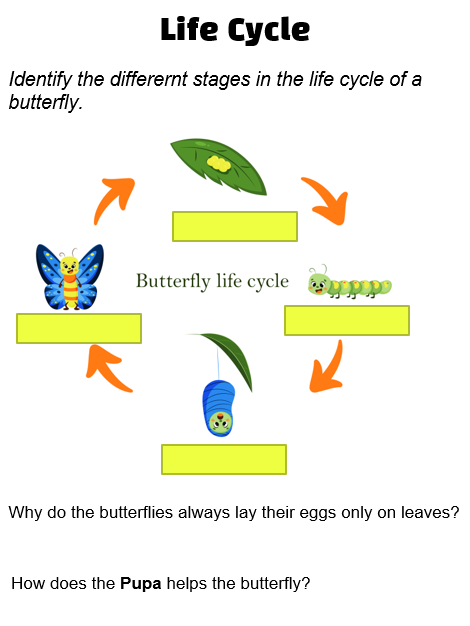 Life Cycle
Identify the differernt stages in the life cycle of a
butterfly.
Butterfly life cycle
Why do the butterflies always lay their eggs only on leaves?
How does the Pupa helps the butterfly?